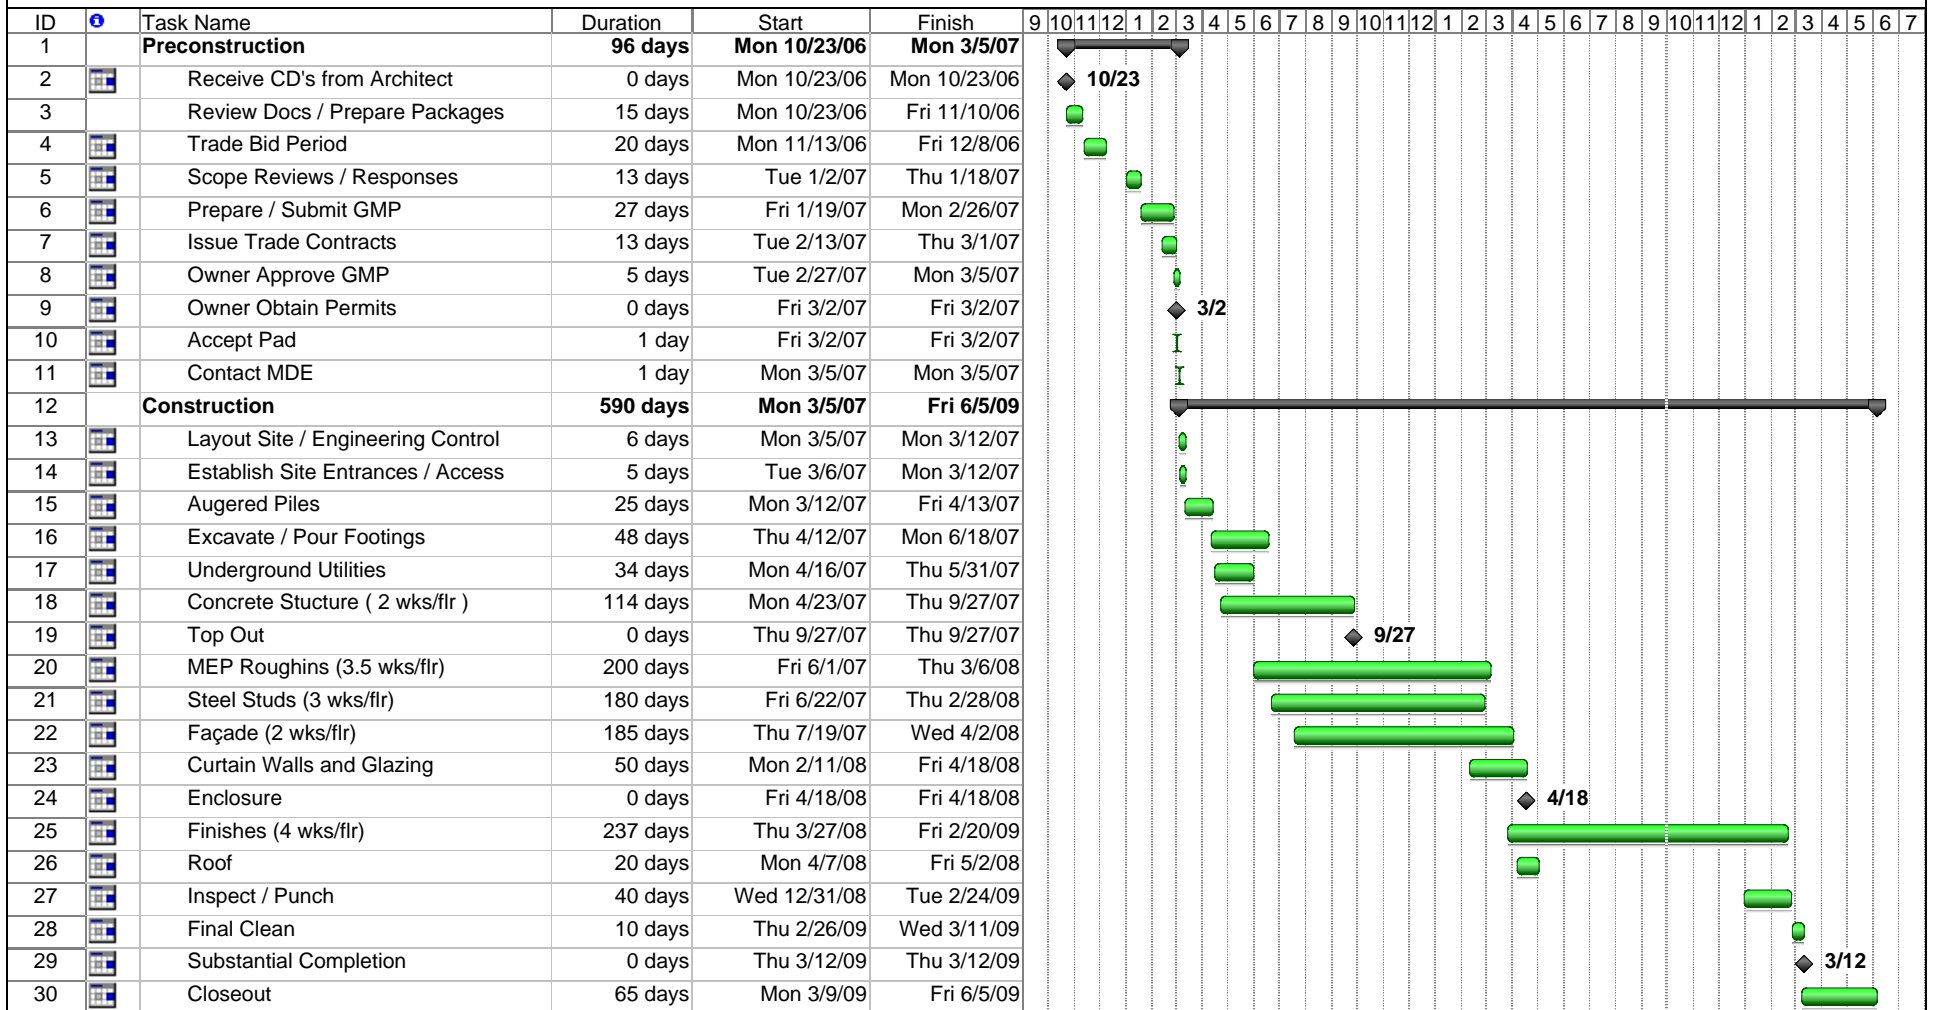 ID Task Name Duration Start Finish 9 10 11 12 1 2 3 4 5 6 7 8 9 10 11 12 1 2 3 4 5 6 7 8 9 10 11 12 1 2 3 4 5 6 7
1 Preconstruction 96 days Mon 10/23/06 Mon 3/5/07
2 Receive CD's from Architect 0 days Mon 10/23/06 Mon 10/23/06 10/23
3 Review Docs / Prepare Packages 15 days Mon 10/23/06 Fri 11/10/06
4 Trade Bid Period 20 days Mon 11/13/06 Fri 12/8/06
5 Scope Reviews / Responses 13 days Tue 1/2/07 Thu 1/18/07
6 Prepare / Submit GMP 27 days Fri 1/19/07 Mon 2/26/07
7 Issue Trade Contracts 13 days Tue 2/13/07 Thu 3/1/07
8 Owner Approve GMP 5 days Tue 2/27/07 Mon 3/5/07
9 Owner Obtain Permits 0 days Fri 3/2/07 Fri 3/2/07 3/2
10 Accept Pad 1 day Fri 3/2/07 Fri 3/2/07
11 Contact MDE 1 day Mon 3/5/07 Mon 3/5/07
12 Construction 590 days Mon 3/5/07 Fri 6/5/09
13 Layout Site / Engineering Control 6 days Mon 3/5/07 Mon 3/12/07
14 Establish Site Entrances / Access 5 days Tue 3/6/07 Mon 3/12/07
15 Augered Piles 25 days Mon 3/12/07 Fri 4/13/07
16 Excavate / Pour Footings 48 days Thu 4/12/07 Mon 6/18/07
17 Underground Utilities 34 days Mon 4/16/07 Thu 5/31/07
18 Concrete Stucture ( 2 wks/flr ) 114 days Mon 4/23/07 Thu 9/27/07
19 Top Out 0 days Thu 9/27/07 Thu 9/27/07 9/27
20 MEP Roughins (3.5 wks/flr) 200 days Fri 6/1/07 Thu 3/6/08
21 Steel Studs (3 wks/flr) 180 days Fri 6/22/07 Thu 2/28/08
22 Façade (2 wks/flr) 185 days Thu 7/19/07 Wed 4/2/08
23 Curtain Walls and Glazing 50 days Mon 2/11/08 Fri 4/18/08
24 Enclosure 0 days Fri 4/18/08 Fri 4/18/08 4/18
25 Finishes (4 wks/flr) 237 days Thu 3/27/08 Fri 2/20/09
26 Roof 20 days Mon 4/7/08 Fri 5/2/08
27 Inspect / Punch 40 days Wed 12/31/08 Tue 2/24/09
28 Final Clean 10 days Thu 2/26/09 Wed 3/11/09
29 Substantial Completion 0 days Thu 3/12/09 Thu 3/12/09 3/12
30 Closeout 65 days Mon 3/9/09 Fri 6/5/09